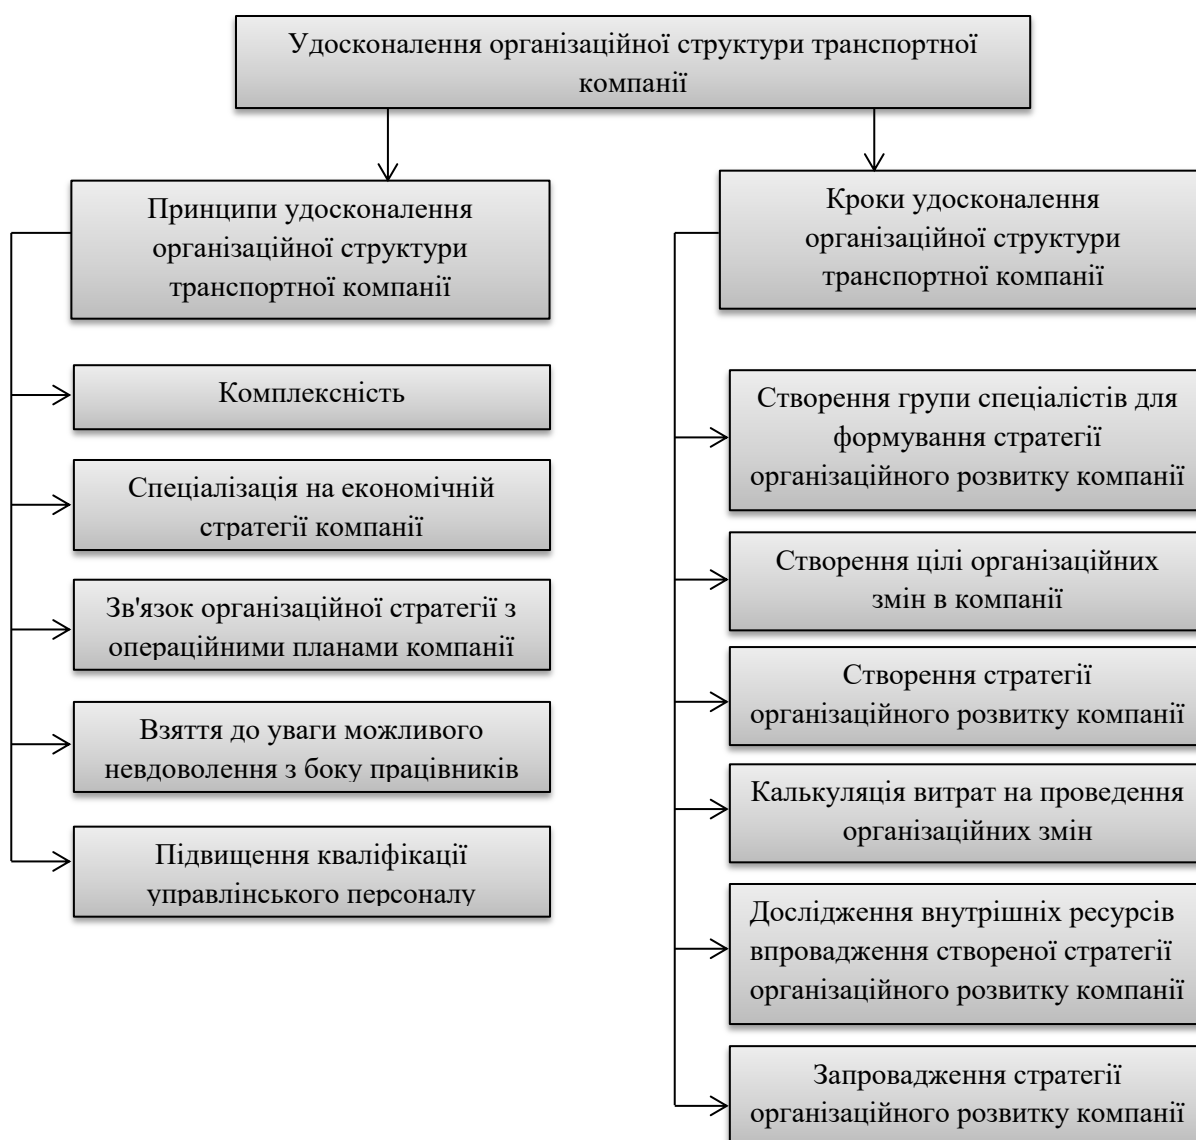 Удосконалення організаційної структури транспортної
компанії
Принципи удосконалення
організаційної структури
транспортної компанії
Комплексність
Спеціалізація на економічній
стратегії компанії
Зв'язок організаційної стратегії з
операційними планами компанії
Взяття до уваги можливого
невдоволення з боку працівників
Підвищення кваліфікації
управлінського персоналу
Кроки удосконалення
організаційної структури
транспортної компанії
Створення групи спеціалістів для
формування стратегії
організаційного розвитку компанії
Створення цілі організаційних
змін в компанії
Створення стратегії
організаційного розвитку компанії
Калькуляція витрат на проведення
організаційних змін
Дослідження внутрішніх ресурсів
впровадження створеної стратегії
організаційного розвитку компанії
Запровадження стратегії
організаційного розвитку компанії